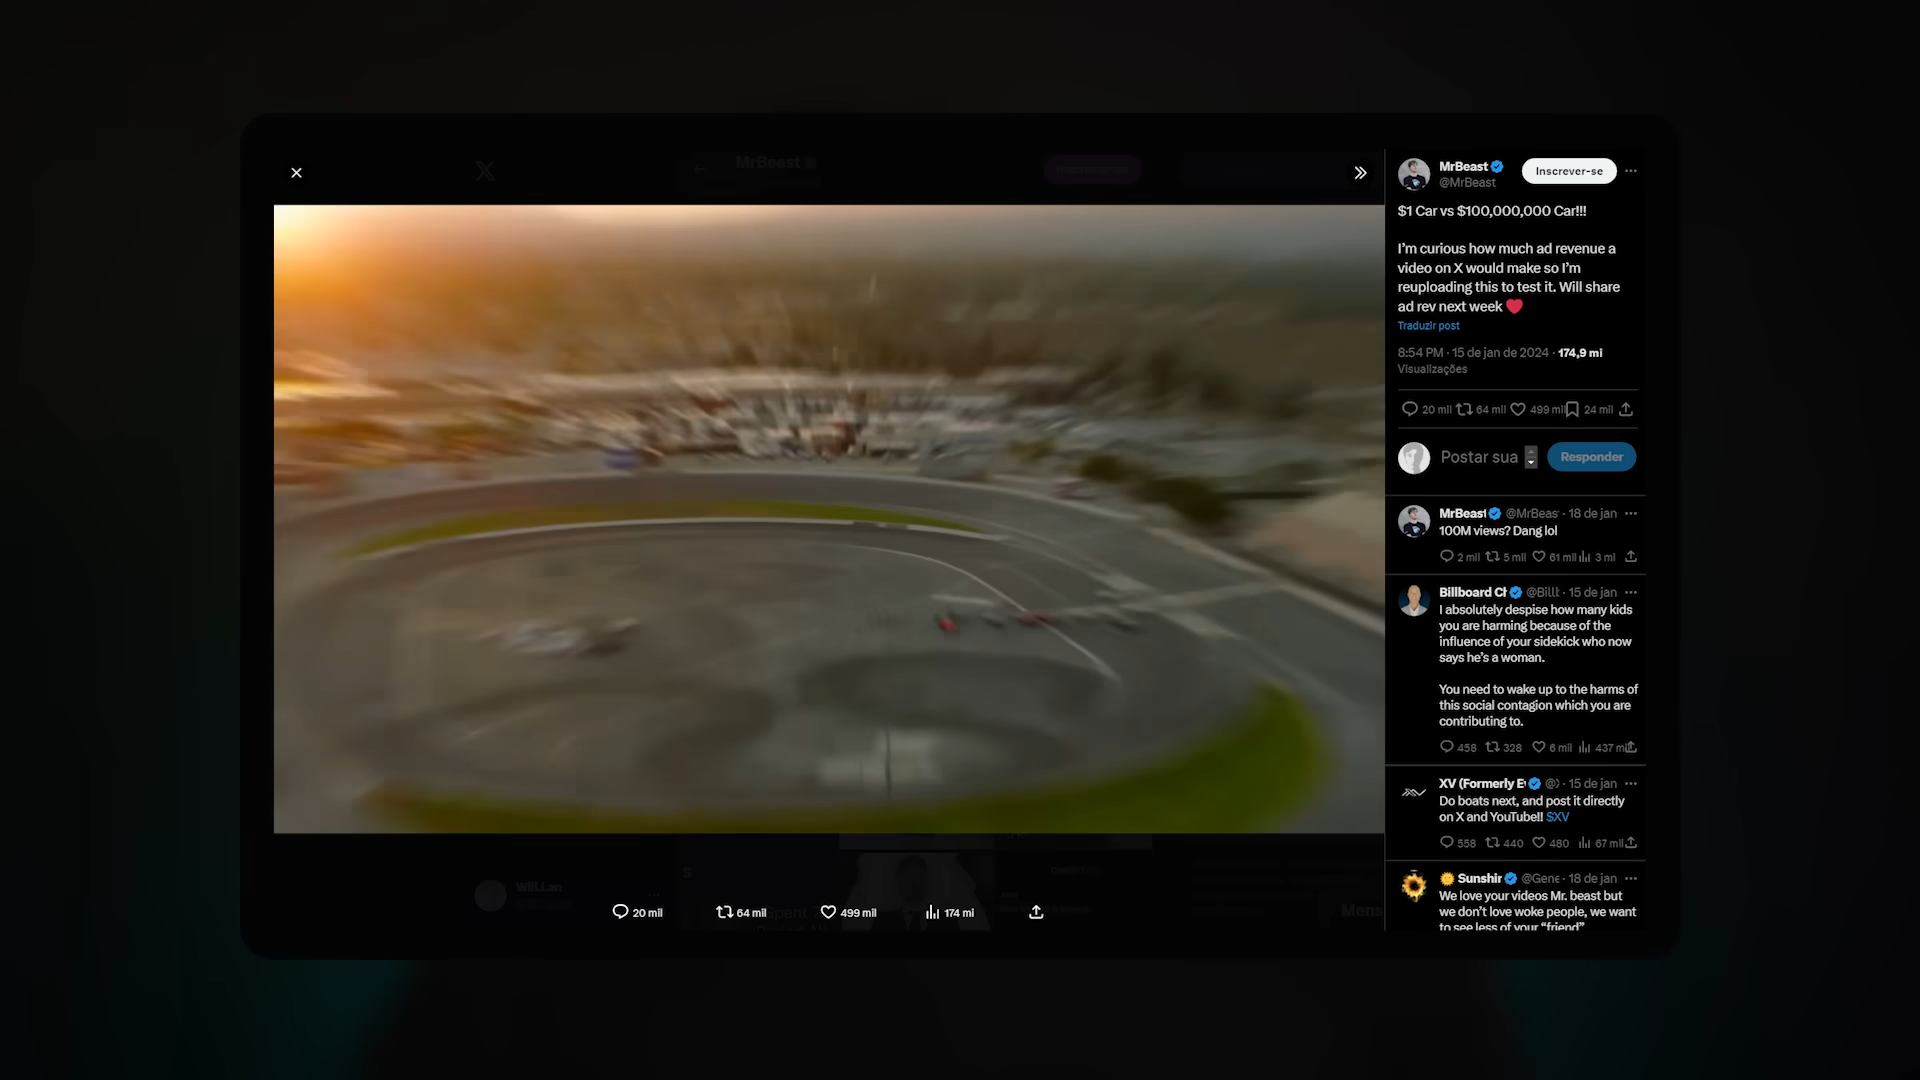 MrBeast
MrBeast
@MrBeast
Inscrever-se
$1 Car vs $100,000,000 Car!!!
I'm curious how much ad revenue a
video on X would make so I'm
reuploading this to test it. Will share
ad rev next week ❤️
Traduzir post
8:54 PM · 15 de jan de 2024 · 174,9 mi
Visualizações
20 mil 64 mil 499 mil 24 mil
Postar sua
Responder
MrBeast @MrBeas · 18 de jan
100M views? Dang lol
2 mil 5 mil 61 mil 3 mi
Billboard Ch @Billb · 15 de jan
I absolutely despise how many kids
you are harming because of the
influence of your sidekick who now
says he's a woman.
You need to wake up to the harms of
this social contagion which you are
contributing to.
458 328 6 mil 437 mil
XV (Formerly E @ · 15 de jan
Do boats next, and post it directly
on X and YouTube!! $XV
558 440 480 67 mil
🌞 Sunshir @Gene · 18 de jan
We love your videos Mr. beast but
we don't love woke people, we want
to see less of your "friend"
20 mil 64 mil 499 mil 174 mi